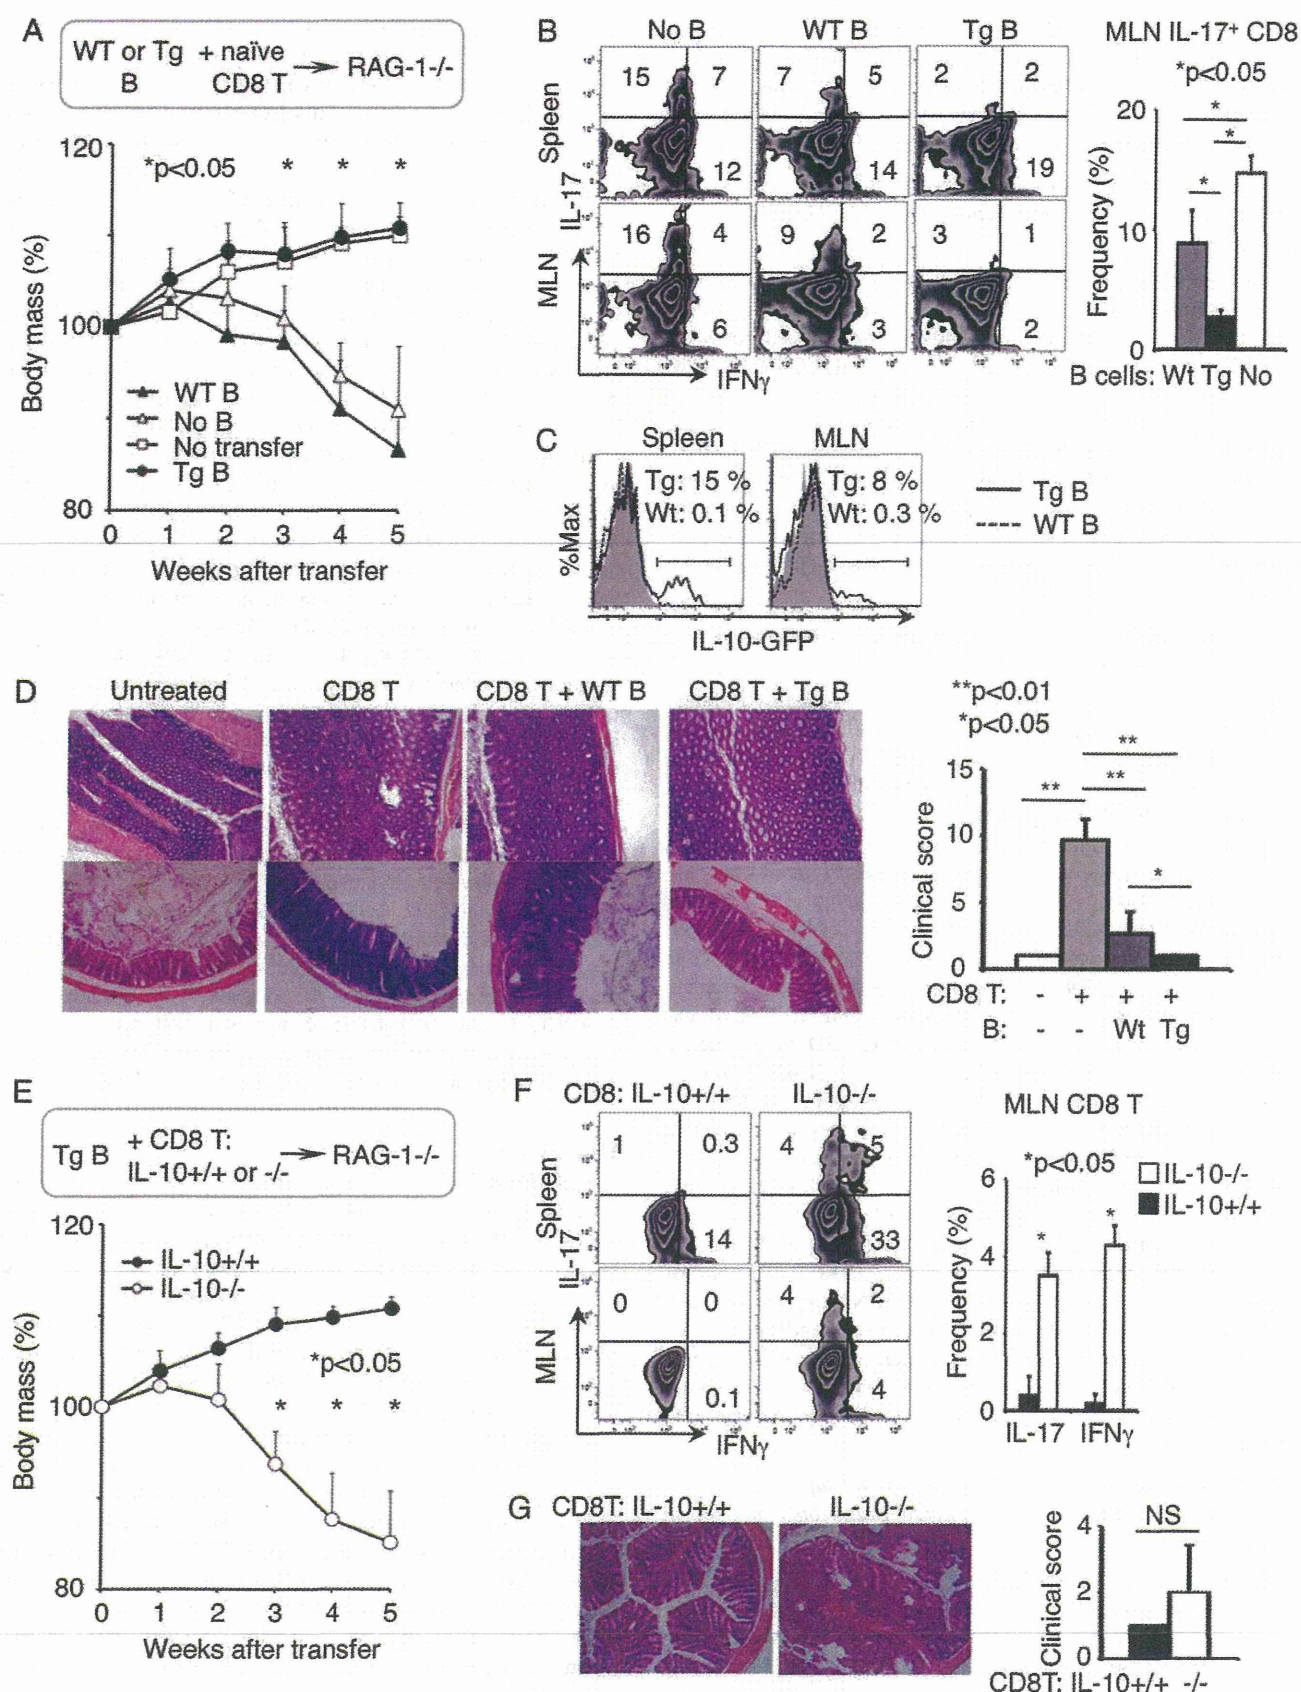 A
WT or Tg + naïve
B CD8 T
RAG-1-/-
120
*p<0.05 * * *
Body mass (%)
100
WT B
No B
No transfer
Tg B
80
0 1 2 3 4 5
Weeks after transfer
B
No B WT B Tg B
Spleen
15 7 7 5 2 2
12 14 19
IL-17
MLN
16 4 9 2 3 1
6 3 2
IFNγ
MLN IL-17+ CD8
*p<0.05
20
*
*
*
Frequency (%)
10
0
B cells: Wt Tg No
C
Spleen MLN
Tg: 15 % Tg: 8 %
Wt: 0.1 % Wt: 0.3 %
%Max
Tg B
WT B
IL-10-GFP
D
Untreated CD8 T CD8 T + WT B CD8 T + Tg B
**p<0.01
*p<0.05
**
** **
*
15
10
5
0
Clinical score
CD8 T: - + + +
B: - - Wt Tg
E
Tg B
+ CD8 T:
IL-10+/+ or -/-
RAG-1-/-
120
IL-10+/+
IL-10-/-
*p<0.05
Body mass (%)
100
* * *
80
0 1 2 3 4 5
Weeks after transfer
F
CD8: IL-10+/+ IL-10-/-
Spleen
1 0.3 4 5
14 33
IL-17
MLN
0 0 4 2
0.1 4
IFNγ
MLN CD8 T
*p<0.05
IL-10-/-
IL-10+/+
6
4
2
0
* *
Frequency (%)
IL-17 IFNγ
G
CD8T: IL-10+/+ IL-10-/-
NS
4
2
0
Clinical score
CD8T: IL-10+/+ -/-